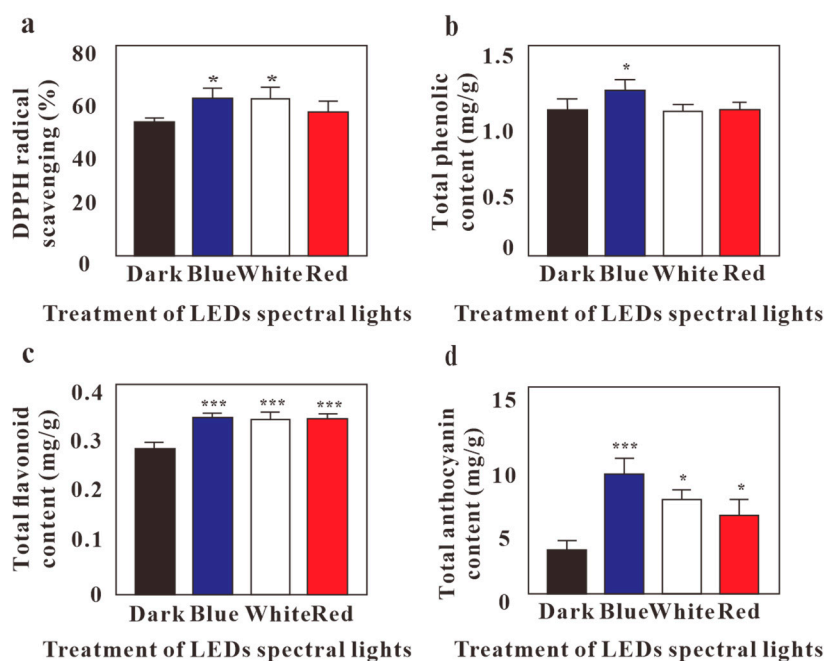 a
DPPH radical
scavenging (%)
80
60
40
20
0
*
*
Dark Blue White Red
Treatment of LEDs spectral lights
b
Total phenolic
content (mg/g)
1.5
1.0
0.5
0
*
Dark Blue White Red
Treatment of LEDs spectral lights
c
Total flavonoid
content (mg/g)
0.4
0.3
0.2
0.1
0
***
***
***
Dark Blue White Red
Treatment of LEDs spectral lights
d
Total anthocyanin
content (mg/g)
15
10
5
0
***
*
*
Dark Blue White Red
Treatment of LEDs spectral lights